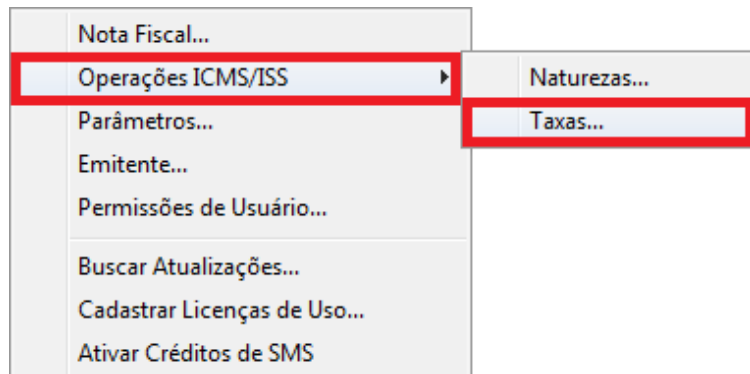 Nota Fiscal...
Operações ICMS/ISS
Naturezas...
Parâmetros...
Taxas...
Emitente...
Permissões de Usuário...
Buscar Atualizações...
Cadastrar Licenças de Uso...
Ativar Créditos de SMS